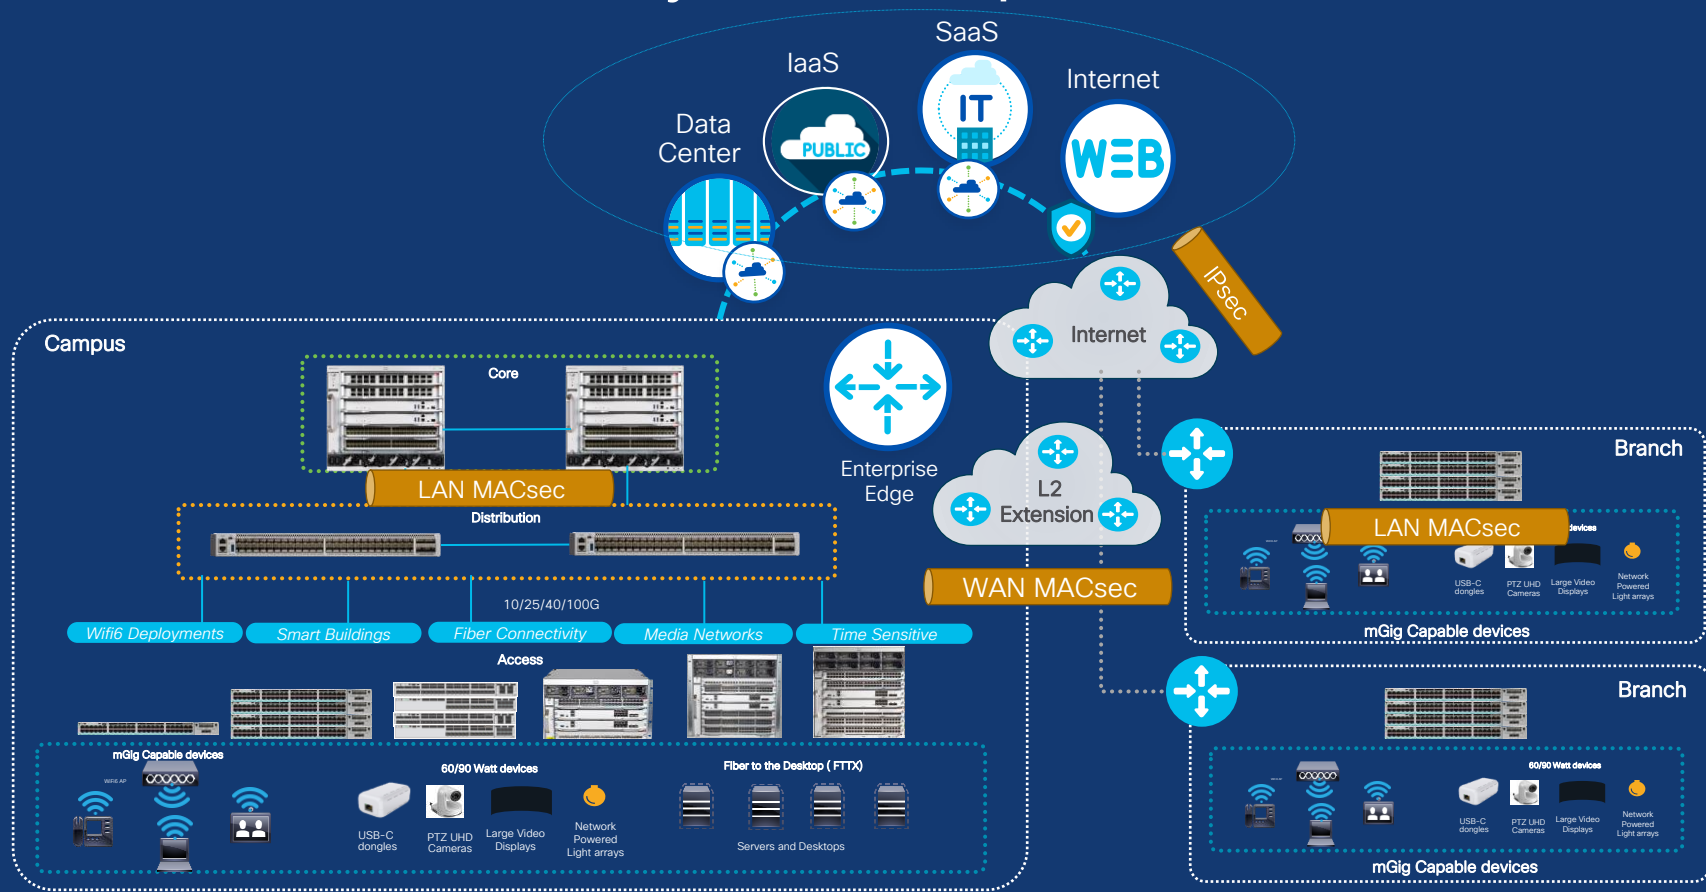 SaaS
IaaS
Internet
IT
Data
Center
PUBLIC
WEB
IPsec
Internet
Campus
Core
Enterprise
Edge
LAN MACsec
Distribution
L2
Extension
Branch
LAN MACsec
USB-C
dongles
PTZ UHD
Cameras
Large Video
Displays
Network
Powered
Light arrays
mGig Capable devices
WAN MACsec
10/25/40/100G
Wifi6 Deployments
Smart Buildings
Fiber Connectivity
Media Networks
Time Sensitive
Access
Branch
mGig Capable devices
WiFi6 AP
60/90 Watt devices
Fiber to the Desktop ( FTTX)
USB-C
dongles
PTZ UHD
Cameras
Large Video
Displays
Network
Powered
Light arrays
Servers and Desktops
60/90 Watt devices
USB-C
dongles
PTZ UHD
Cameras
Large Video
Displays
Network
Powered
Light arrays
mGig Capable devices